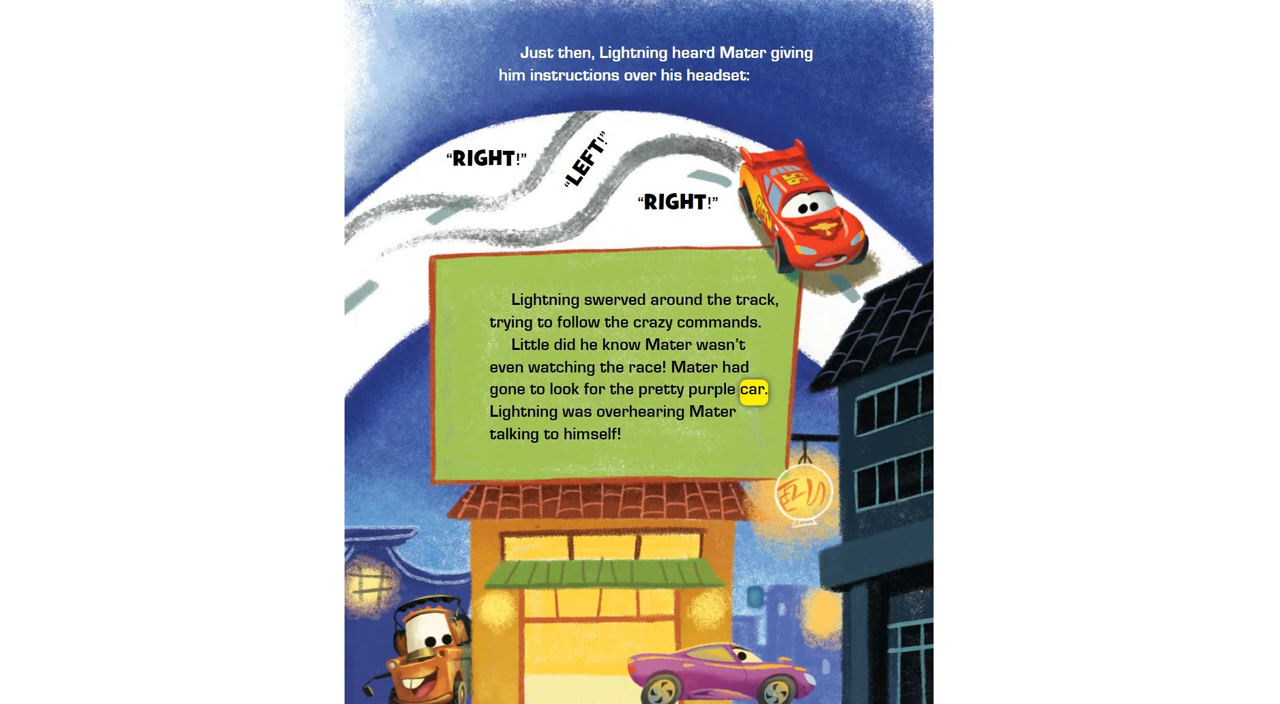 Just then, Lightning heard Mater giving
him instructions over his headset:
“RIGHT!”
“LEFT!”
“RIGHT!”
Lightning swerved around the track,
trying to follow the crazy commands.
Little did he know Mater wasn’t
even watching the race! Mater had
gone to look for the pretty purple car.
Lightning was overhearing Mater
talking to himself!